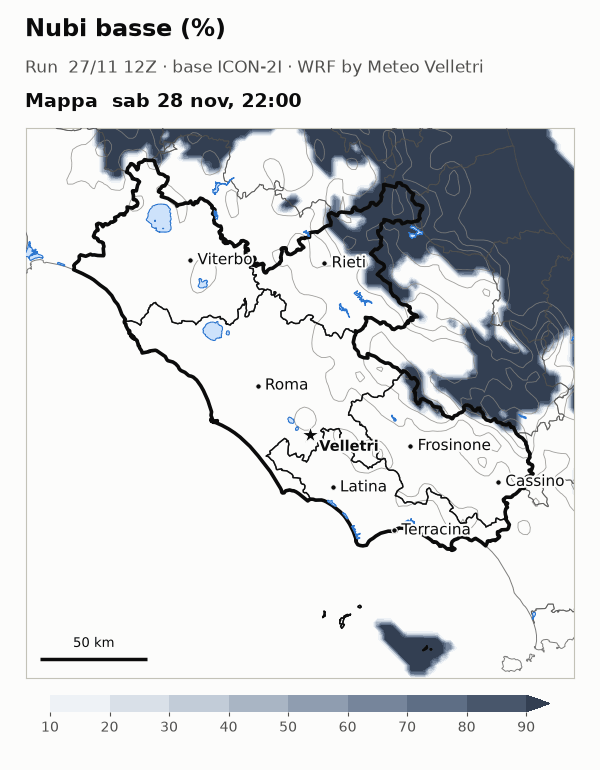 Nubi basse (%)
Run  27/11 12Z · base ICON-2I · WRF by Meteo Velletri
Mappa  sab 28 nov, 22:00
Viterbo
Rieti
Roma
Velletri
Frosinone
Latina
Cassino
Terracina
50 km
10 20 30 40 50 60 70 80 90